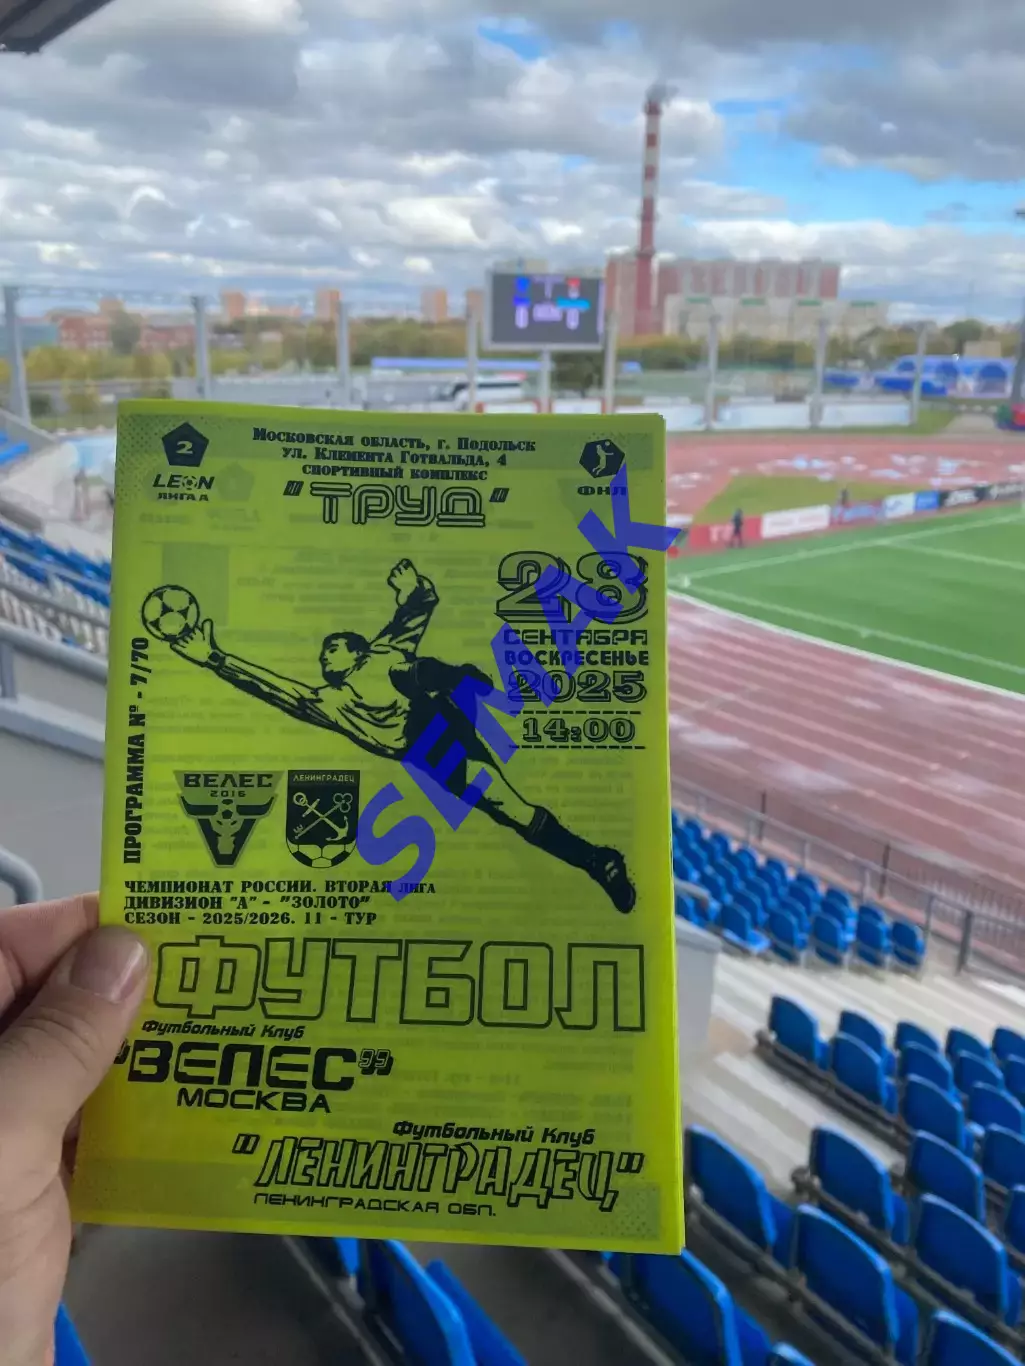 Московская область, г. Подольск
ул. Клемента Готвальда, 4
спортивный комплекс
"ТРУД"
2
LEON
ЛИГА А
ФНЛ
28
СЕНТЯБРЯ
ВОСКРЕСЕНЬЕ
2025
14:00
ПРОГРАММА № - 7/70
ВЕЛЕС
2016
ЛЕНИНГРАДЕЦ
SEMAK
ЧЕМПИОНАТ РОССИИ. ВТОРАЯ ЛИГА
ДИВИЗИОН "А" - "ЗОЛОТО"
СЕЗОН - 2025/2026. 11 - ТУР
ФУТБОЛ
Футбольный Клуб
"ВЕЛЕС"
МОСКВА
Футбольный Клуб
"ЛЕНИНГРАДЕЦ"
ЛЕНИНГРАДСКАЯ ОБЛ.